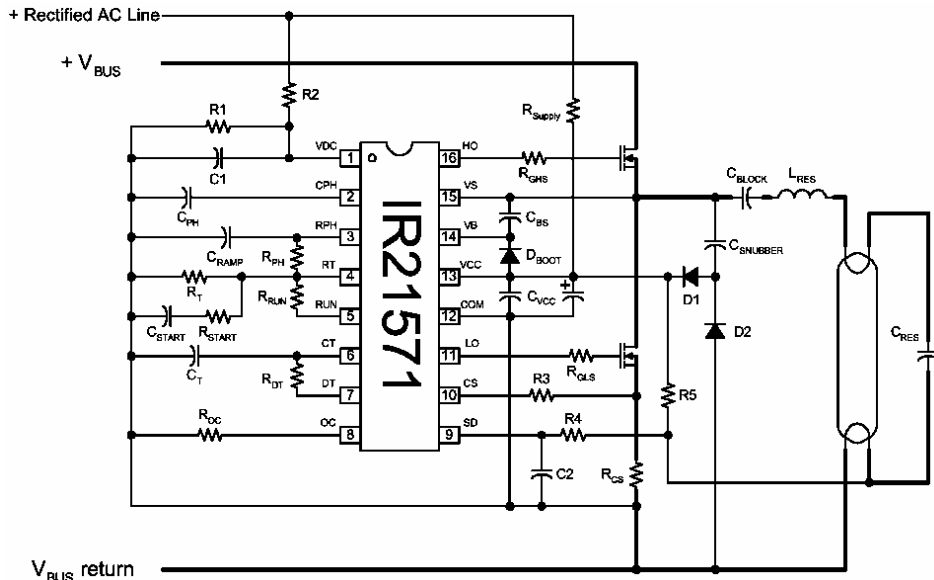 + Rectified AC Line
+ VBUS
R1
R2
RSupply
VDC
HO
1
16
C1
RGHS
CPH
VS
2
15
CPH
CBS
CBLOCK
LRES
RPH
VB
3
14
CRAMP
RPH
DBOOT
CSNUBBER
RT
VCC
4
13
RT
RRUN
CVCC
+
D1
RUN
COM
5
12
CSTART
RSTART
D2
CRES
CT
LO
6
11
CT
RDT
RGLS
DT
CS
7
10
R3
R5
OC
SD
8
9
ROC
R4
C2
RCS
IR21571
VBUS return